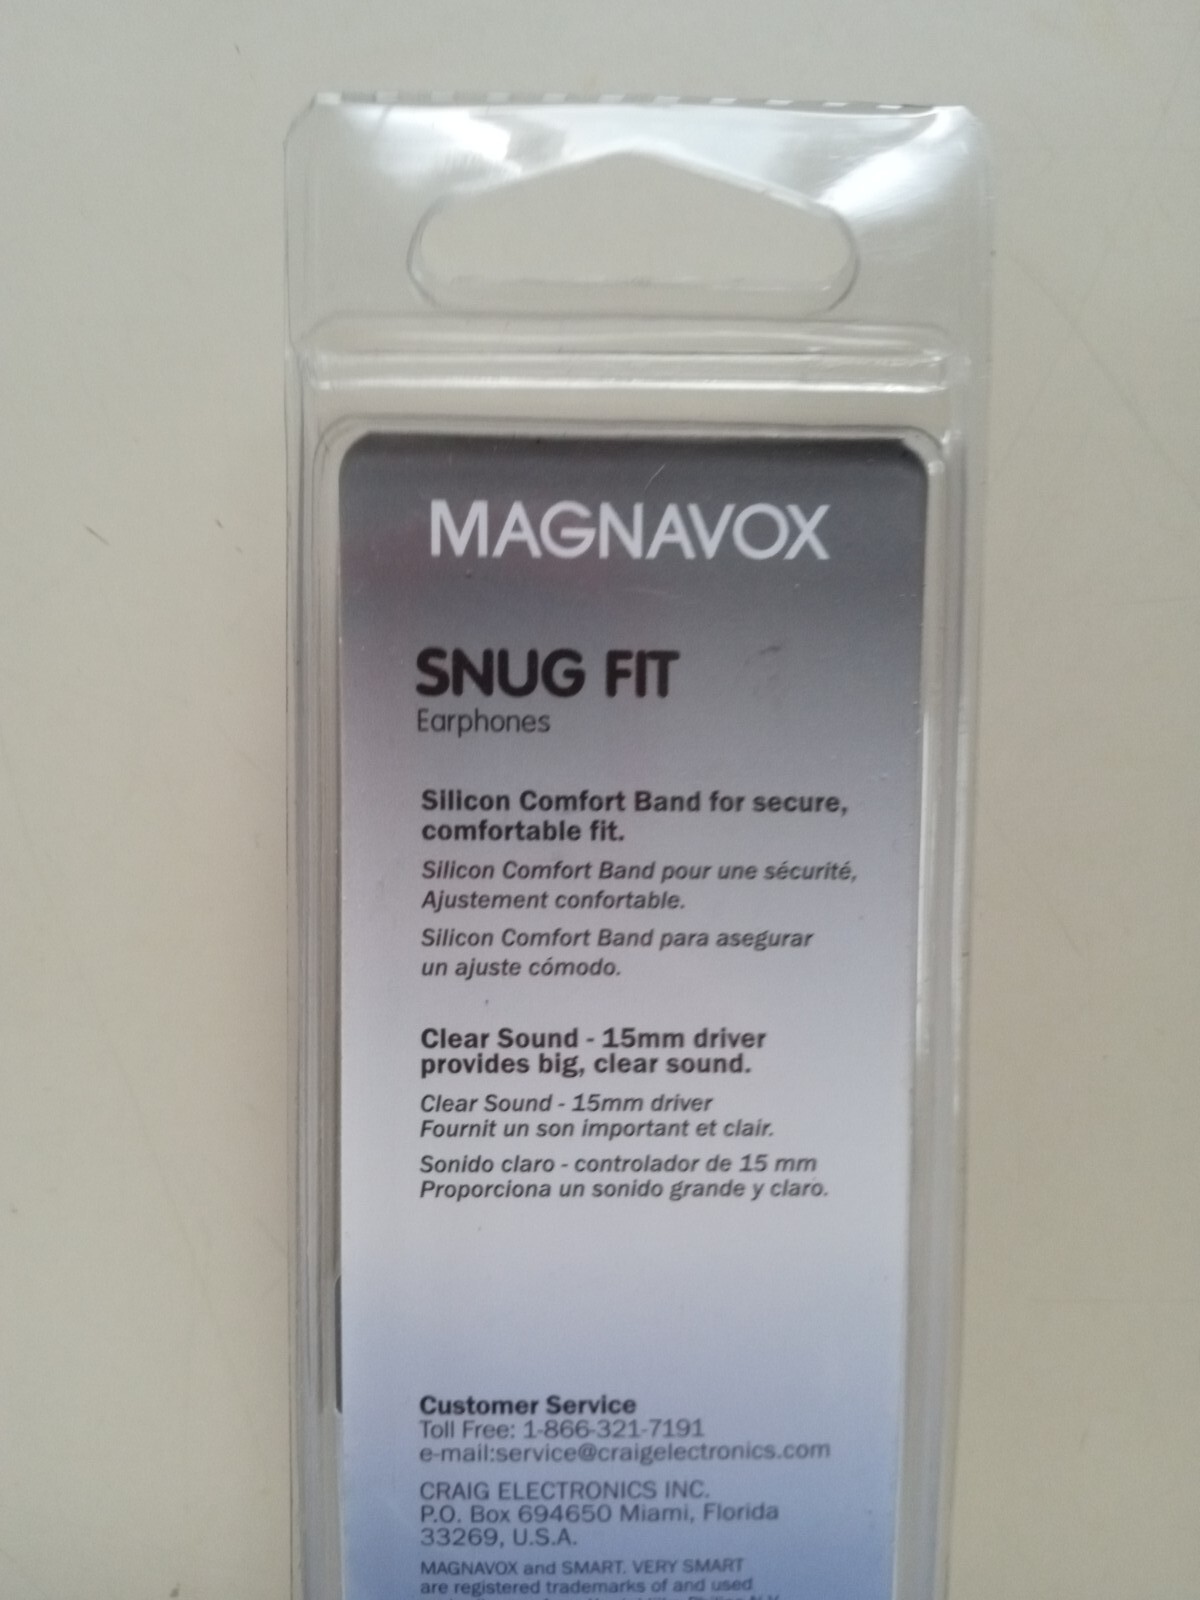 MAGNAVOX
SNUG FIT
Earphones
Silicon Comfort Band for secure,
comfortable fit.
Silicon Comfort Band pour une sécurité,
Ajustement confortable.
Silicon Comfort Band para asegurar
un ajuste cómodo.
Clear Sound - 15mm driver
provides big, clear sound.
Clear Sound - 15mm driver
Fournit un son important et clair.
Sonido claro - controlador de 15 mm
Proporciona un sonido grande y claro.
Customer Service
Toll Free: 1-866-321-7191
e-mail:service@craigelectronics.com
CRAIG ELECTRONICS INC.
P.O. Box 694650 Miami, Florida
33269, U.S.A.
MAGNAVOX and SMART. VERY SMART
are registered trademarks of and used